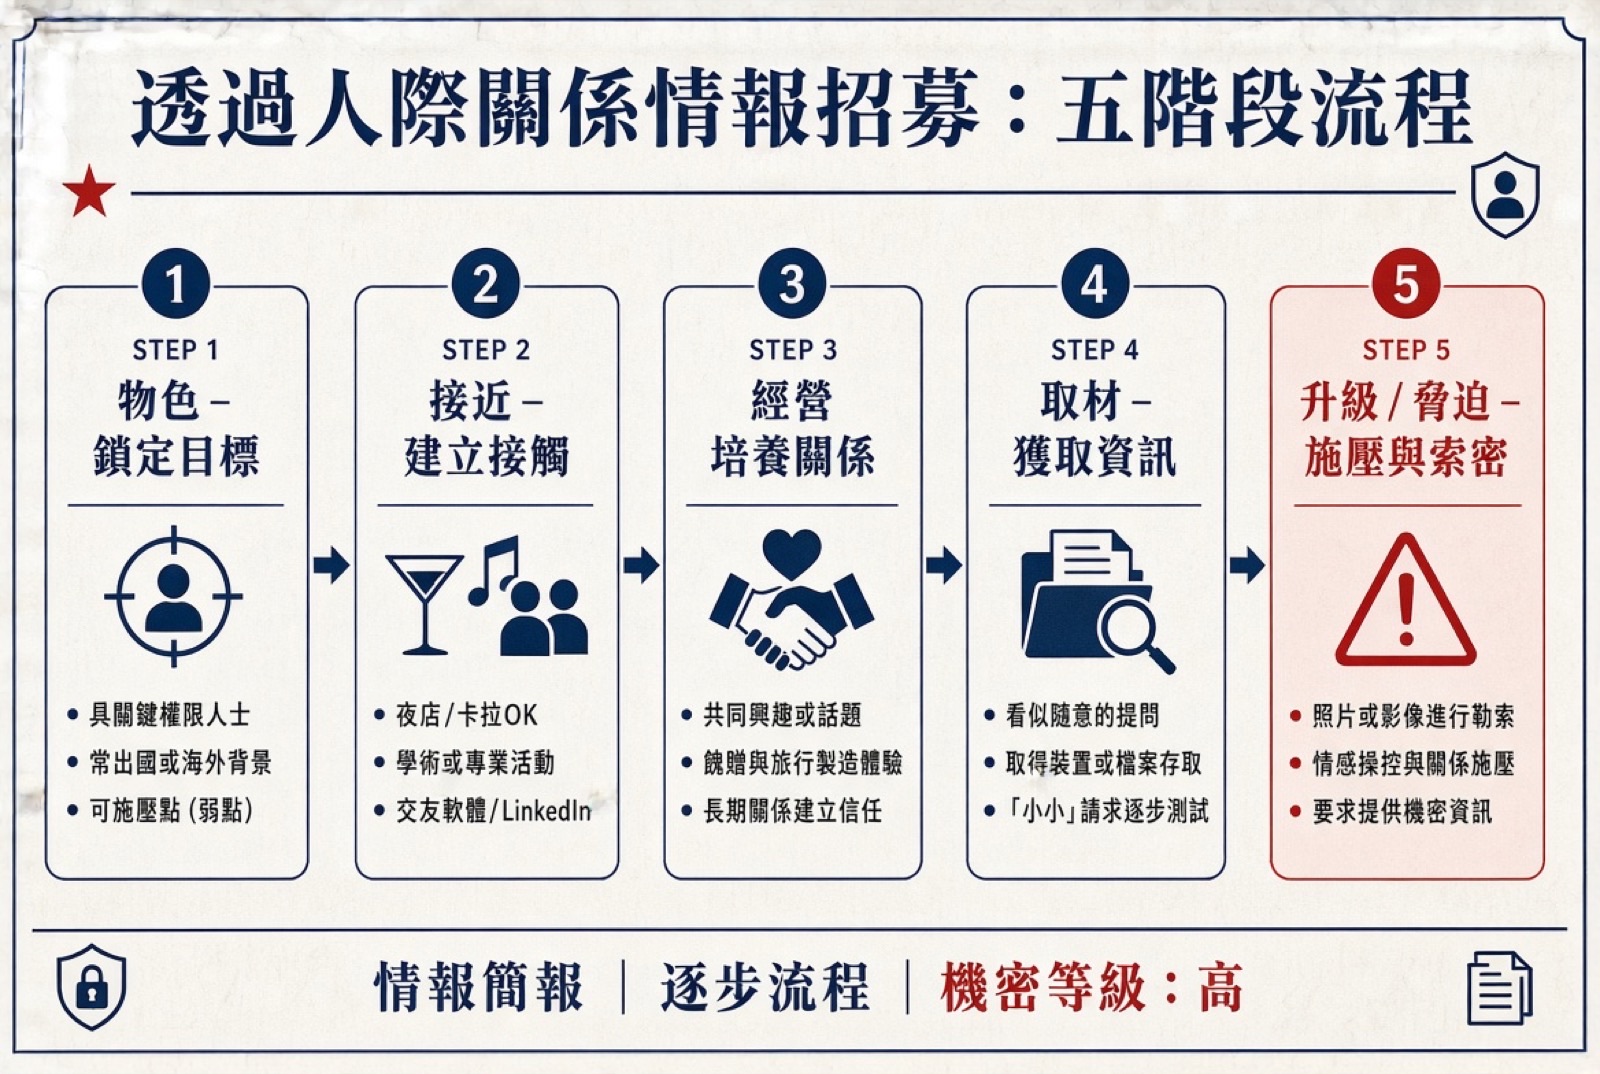 透過人際關係情報招募：五階段流程
1
STEP 1
物色–
鎖定目標
具關鍵權限人士
常出國或海外背景
可施壓點（弱點）
2
STEP 2
接近–
建立接觸
夜店/卡拉OK
學術或專業活動
交友軟體/LinkedIn
3
STEP 3
經營
培養關係
共同興趣或話題
餽贈與旅行製造體驗
長期關係建立信任
4
STEP 4
取材–
獲取資訊
看似隨意的提問
取得裝置或檔案存取
「小小」請求逐步測試
5
STEP 5
升級/脅迫–
施壓與索密
照片或影像進行勒索
情感操控與關係施壓
要求提供機密資訊
情報簡報｜逐步流程｜機密等級：高